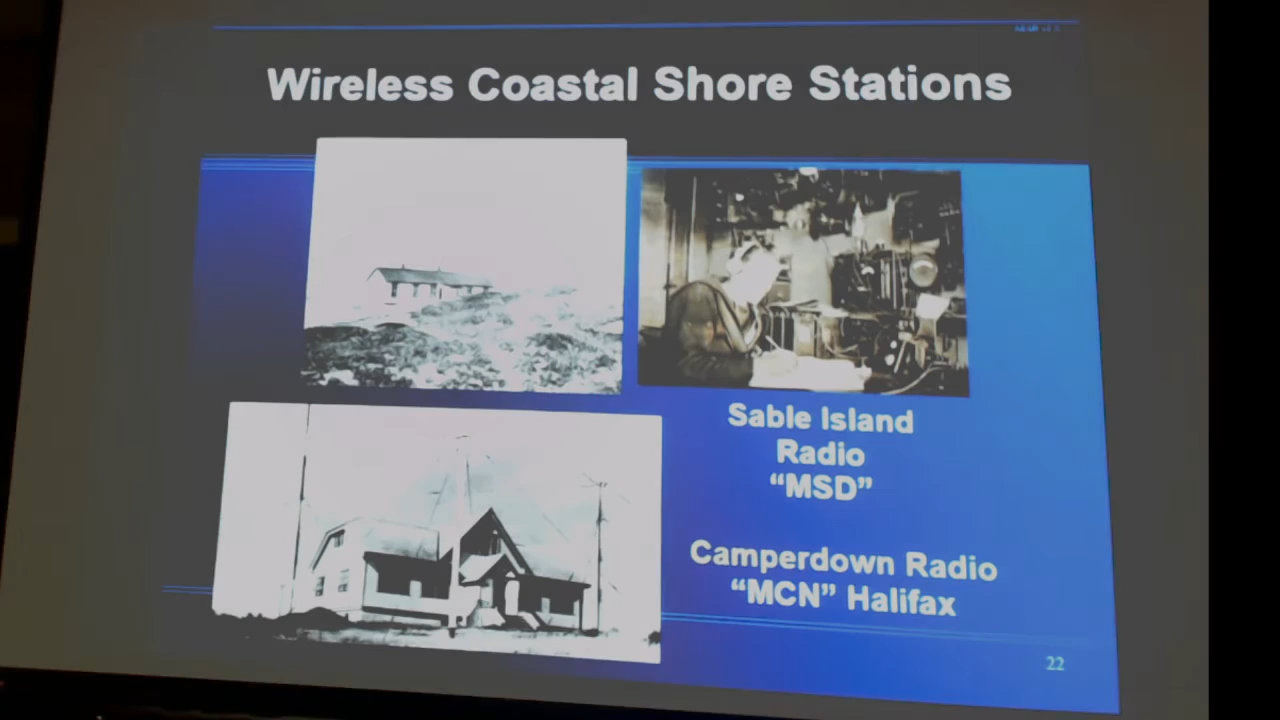 Wireless Coastal Shore Stations
Sable Island
Radio
“MSD”
Camperdown Radio
“MCN” Halifax
22